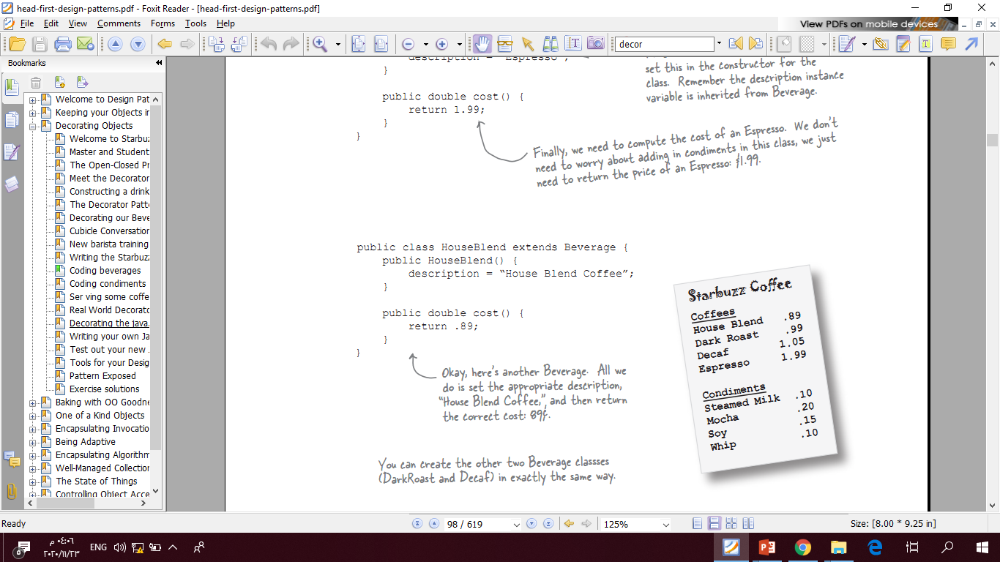 head-first-design-patterns.pdf - Foxit Reader - [head-first-design-patterns.pdf]
File Edit View Comments Forms Tools Help
View PDFs on mobile devices
decor
Bookmarks
Welcome to Design Pat
Keeping your Objects in
Decorating Objects
Welcome to Starbuz
Master and Student
The Open-Closed Pr
Meet the Decorator
Constructing a drink
The Decorator Patte
Decorating our Beve
Cubicle Conversation
New barista training
Writing the Starbuzz
Coding beverages
Coding condiments
Ser ving some coffe
Real World Decorato
Decorating the java.
Writing your own Ja
Test out your new
Tools for your Desig
Pattern Exposed
Exercise solutions
Baking with OO Goodne
One of a Kind Objects
Encapsulating Invocatio
Being Adaptive
Encapsulating Algorithm
Well-Managed Collection
The State of Things
Controlling Object Acce
description = "Espresso";
}
public double cost() {
return 1.99;
}
}
set this in the constructor for the
class. Remember the description instance
variable is inherited from Beverage.
Finally, we need to compute the cost of an Espresso. We don't
need to worry about adding in condiments in this class, we just
need to return the price of an Espresso: $1.99.
public class HouseBlend extends Beverage {
public HouseBlend() {
description = “House Blend Coffee”;
}
public double cost() {
return .89;
}
}
Okay, here's another Beverage. All we
do is set the appropriate description,
"House Blend Coffee," and then return
the correct cost: 89¢.
You can create the other two Beverage classses
(DarkRoast and Decaf) in exactly the same way.
Starbuzz Coffee
Coffees
House Blend .89
Dark Roast .99
Decaf 1.05
Espresso 1.99
Condiments
Steamed Milk .10
Mocha .20
Soy .15
Whip .10
Ready
98 / 619
125%
Size: [8.00 * 9.25 in]
ENG
٠٤:٠٦ م
٢٠٢٠/١١/٢٣